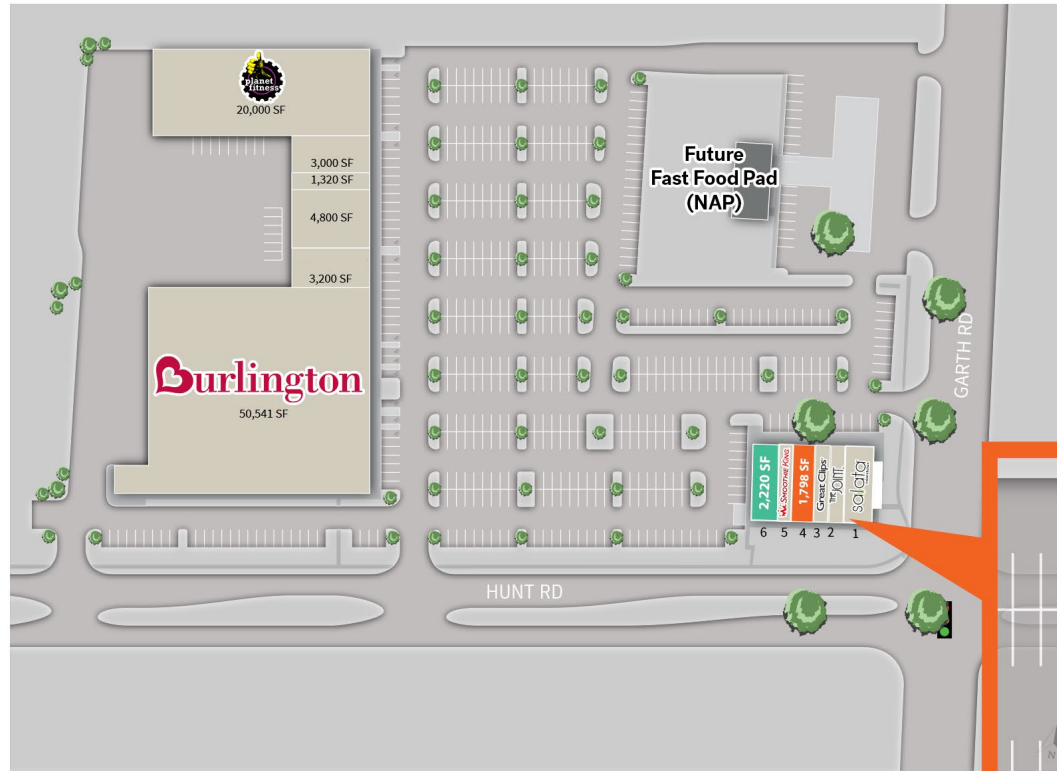 planet
fitness
20,000 SF
3,000 SF
1,320 SF
4,800 SF
3,200 SF
Burlington
50,541 SF
Future
Fast Food Pad
(NAP)
GARTH RD
2,220 SF
SMOOTHIE KING
1,798 SF
Great Clips
THE JOINT
salata
6 5 4 3 2 1
HUNT RD
N